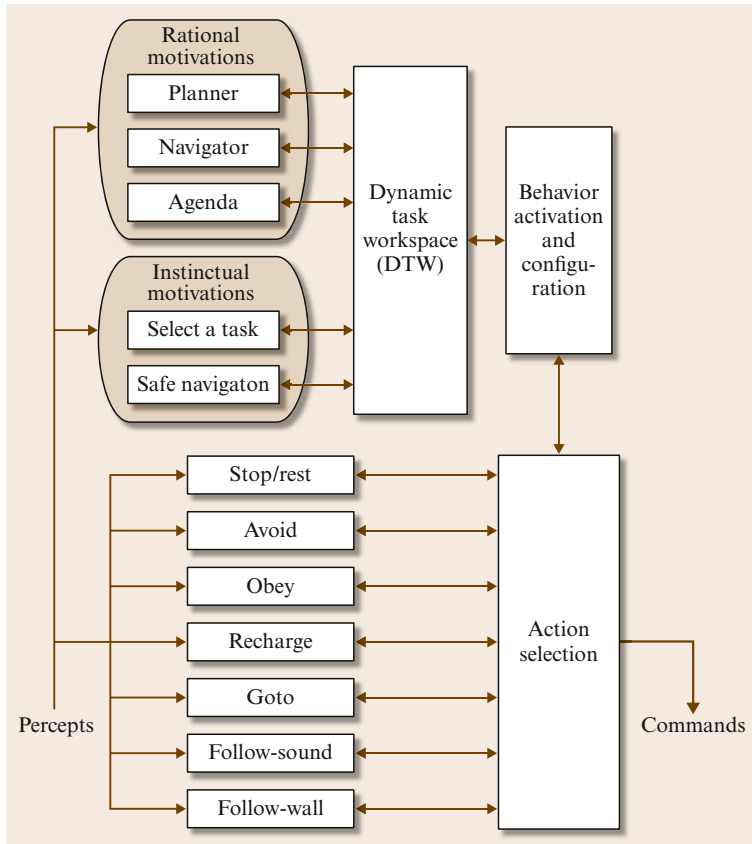 Rational
motivations
Planner
Navigator
Agenda
Instinctual
motivations
Select a task
Safe navigaton
Dynamic
task
workspace
(DTW)
Behavior
activation
and
configu-
ration
Stop/rest
Avoid
Obey
Recharge
Goto
Follow-sound
Follow-wall
Action
selection
Percepts
Commands